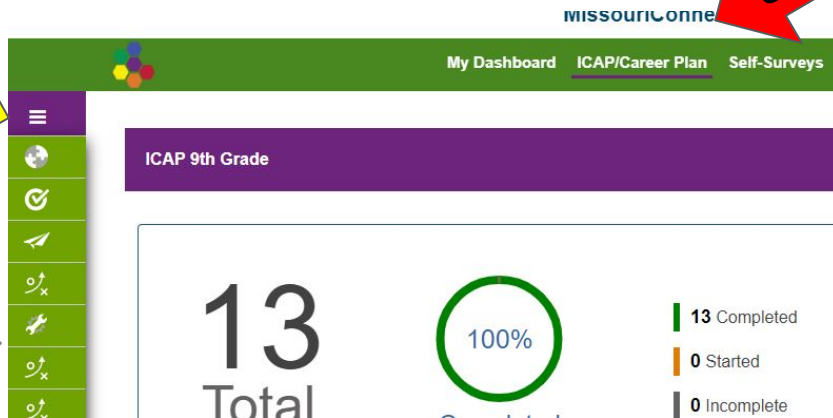 MissouriConne
My Dashboard ICAP/Career Plan Self-Surveys
ICAP 9th Grade
13
Total
100%
Completed
13 Completed
0 Started
0 Incomplete